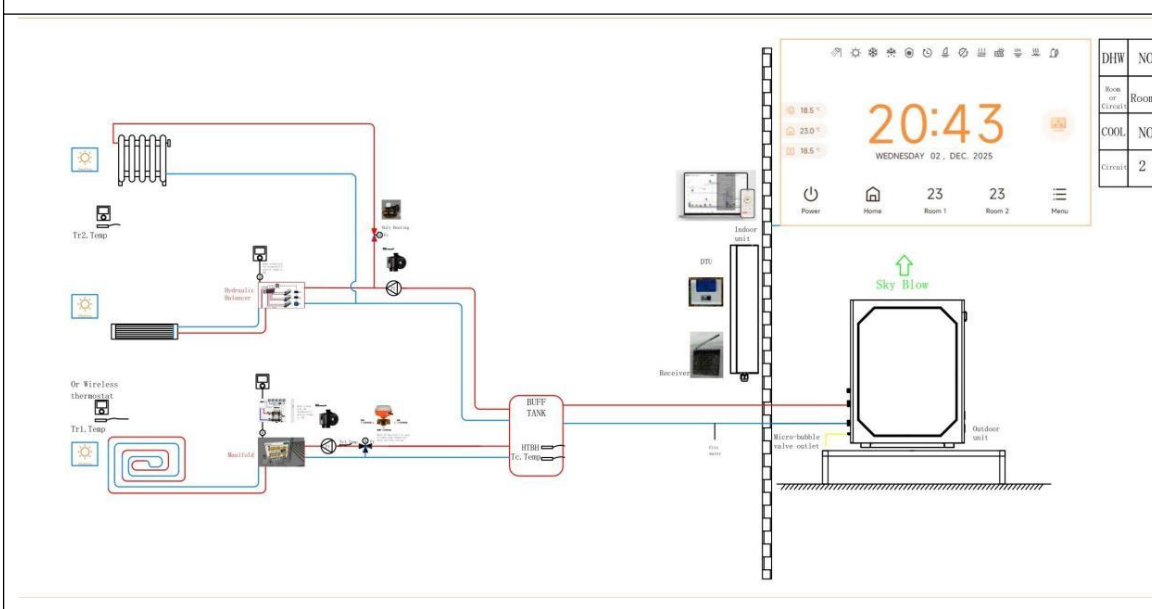 18.5
23.0
18.5
20:43
WEDNESDAY 02, DEC. 2025
Power
Home
23
Room 1
23
Room 2
Menu
DHW NO
Room or Circuit Room
COOL NO
Circuit 2
Tr2.Temp
Hydraulic
Balancer
Or Wireless
thermostat
Tr1.Temp
Manifold
BUFF
TANK
HTBH
Tc.Temp
Indoor
unit
DTU
Receiver
Sky Blow
Micro-bubble
valve outlet
Outdoor
unit